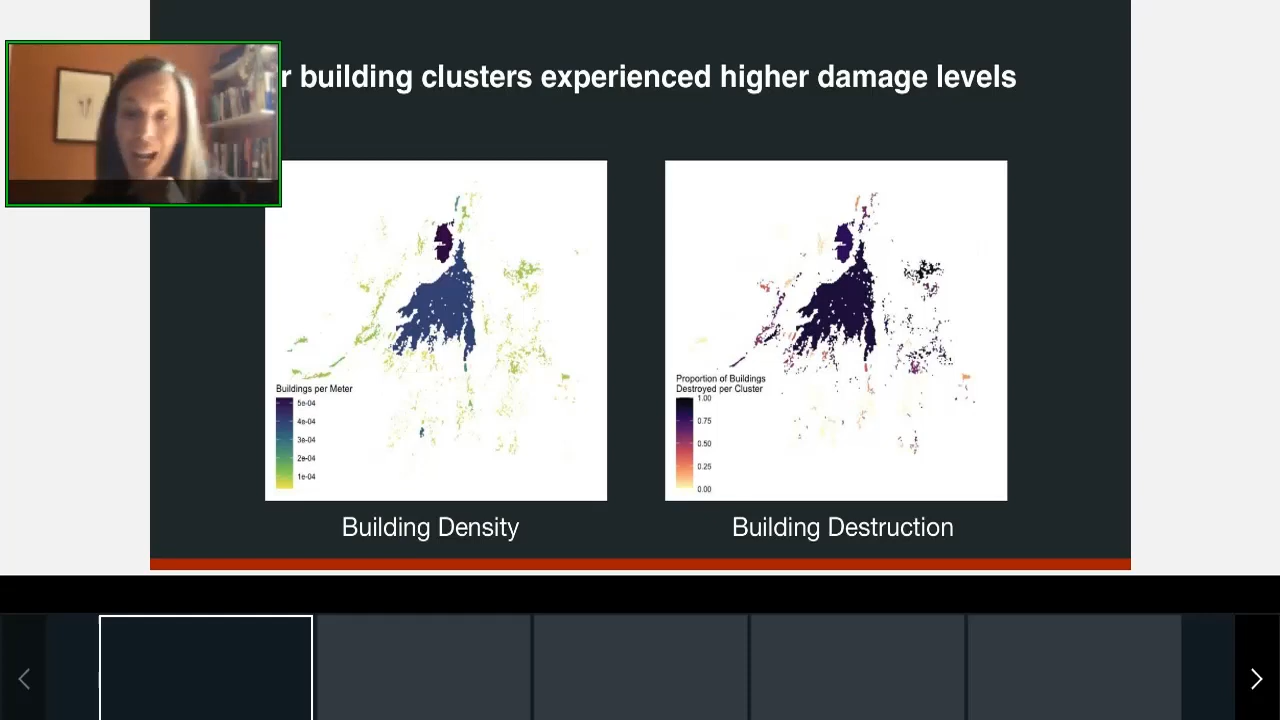 r building clusters experienced higher damage levels
Buildings per Meter
5e-04
4e-04
3e-04
2e-04
1e-04
Proportion of Buildings
Destroyed per Cluster
1.00
0.75
0.50
0.25
0.00
Building Density
Building Destruction